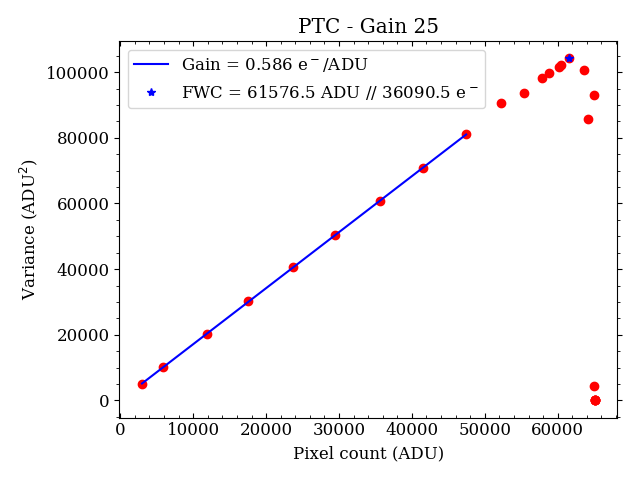 PTC - Gain 25
Gain = 0.586 e⁻/ADU
FWC = 61576.5 ADU // 36090.5 e⁻
Variance (ADU²)
100000
80000
60000
40000
20000
0
0 10000 20000 30000 40000 50000 60000
Pixel count (ADU)